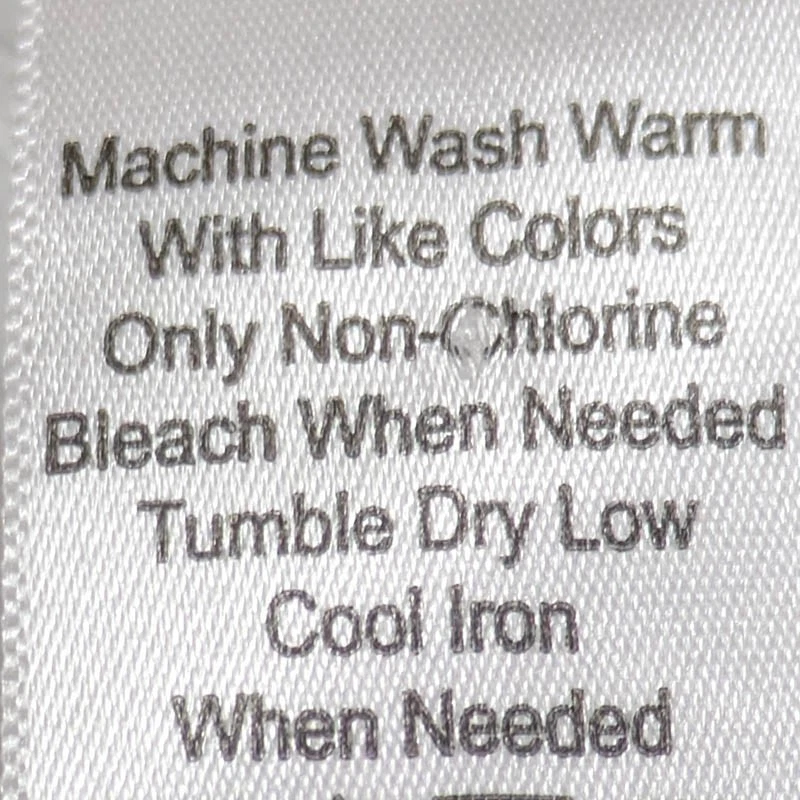 Machine Wash Warm
With Like Colors
Only Non-Chlorine
Bleach When Needed
Tumble Dry Low
Cool Iron
When Needed